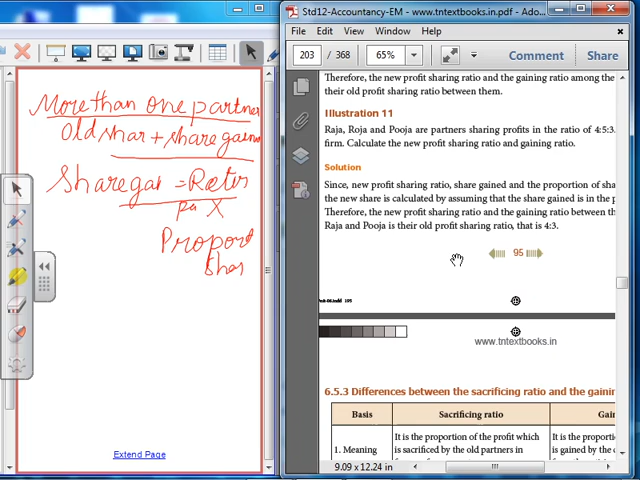 Std12-Accountancy-EM - www.tntextbooks.in.pdf - Adob...
File Edit View Window Help
203 / 368 65% Comment Share
More than one partner
Old shar + share gain
Share gai = Retir
pa X
Proport
Shar
Extend Page
Therefore, the new profit sharing ratio and the gaining ratio among the
their old profit sharing ratio between them.
Illustration 11
Raja, Roja and Pooja are partners sharing profits in the ratio of 4:5:3.
firm. Calculate the new profit sharing ratio and gaining ratio.
Solution
Since, new profit sharing ratio, share gained and the proportion of sha
the new share is calculated by assuming that the share gained is in the p
Therefore, the new profit sharing ratio and the gaining ratio between th
Raja and Pooja is their old profit sharing ratio, that is 4:3.
95
www.tntextbooks.in
6.5.3 Differences between the sacrificing ratio and the gainin
Basis Sacrificing ratio Gain
1. Meaning It is the proportion of the profit which It is the proportio
is sacrificed by the old partners in is gained by the c
9.09 x 12.24 in